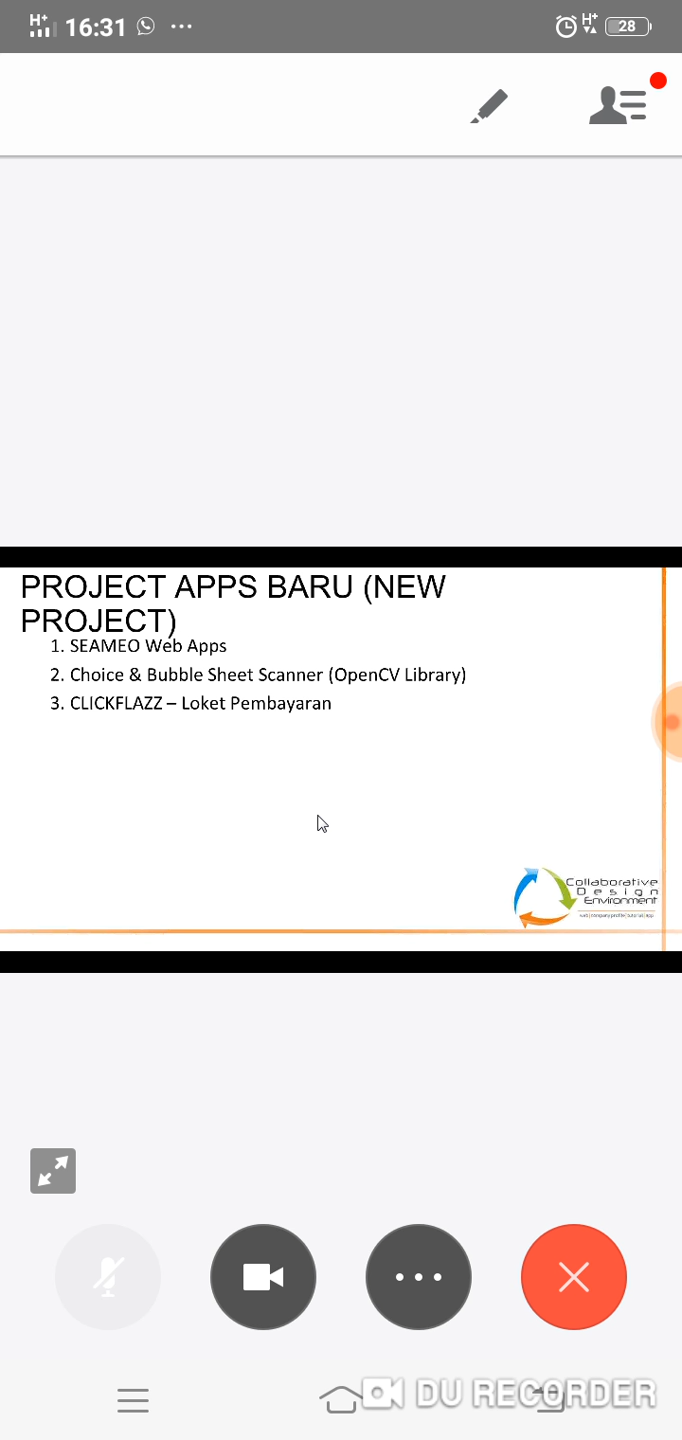 H+ 16:31 H+ 28
PROJECT APPS BARU (NEW
PROJECT)
1. SEAMEO Web Apps
2. Choice & Bubble Sheet Scanner (OpenCV Library)
3. CLICKFLAZZ – Loket Pembayaran
Collaborative
Design
Environment
DU RECORDER